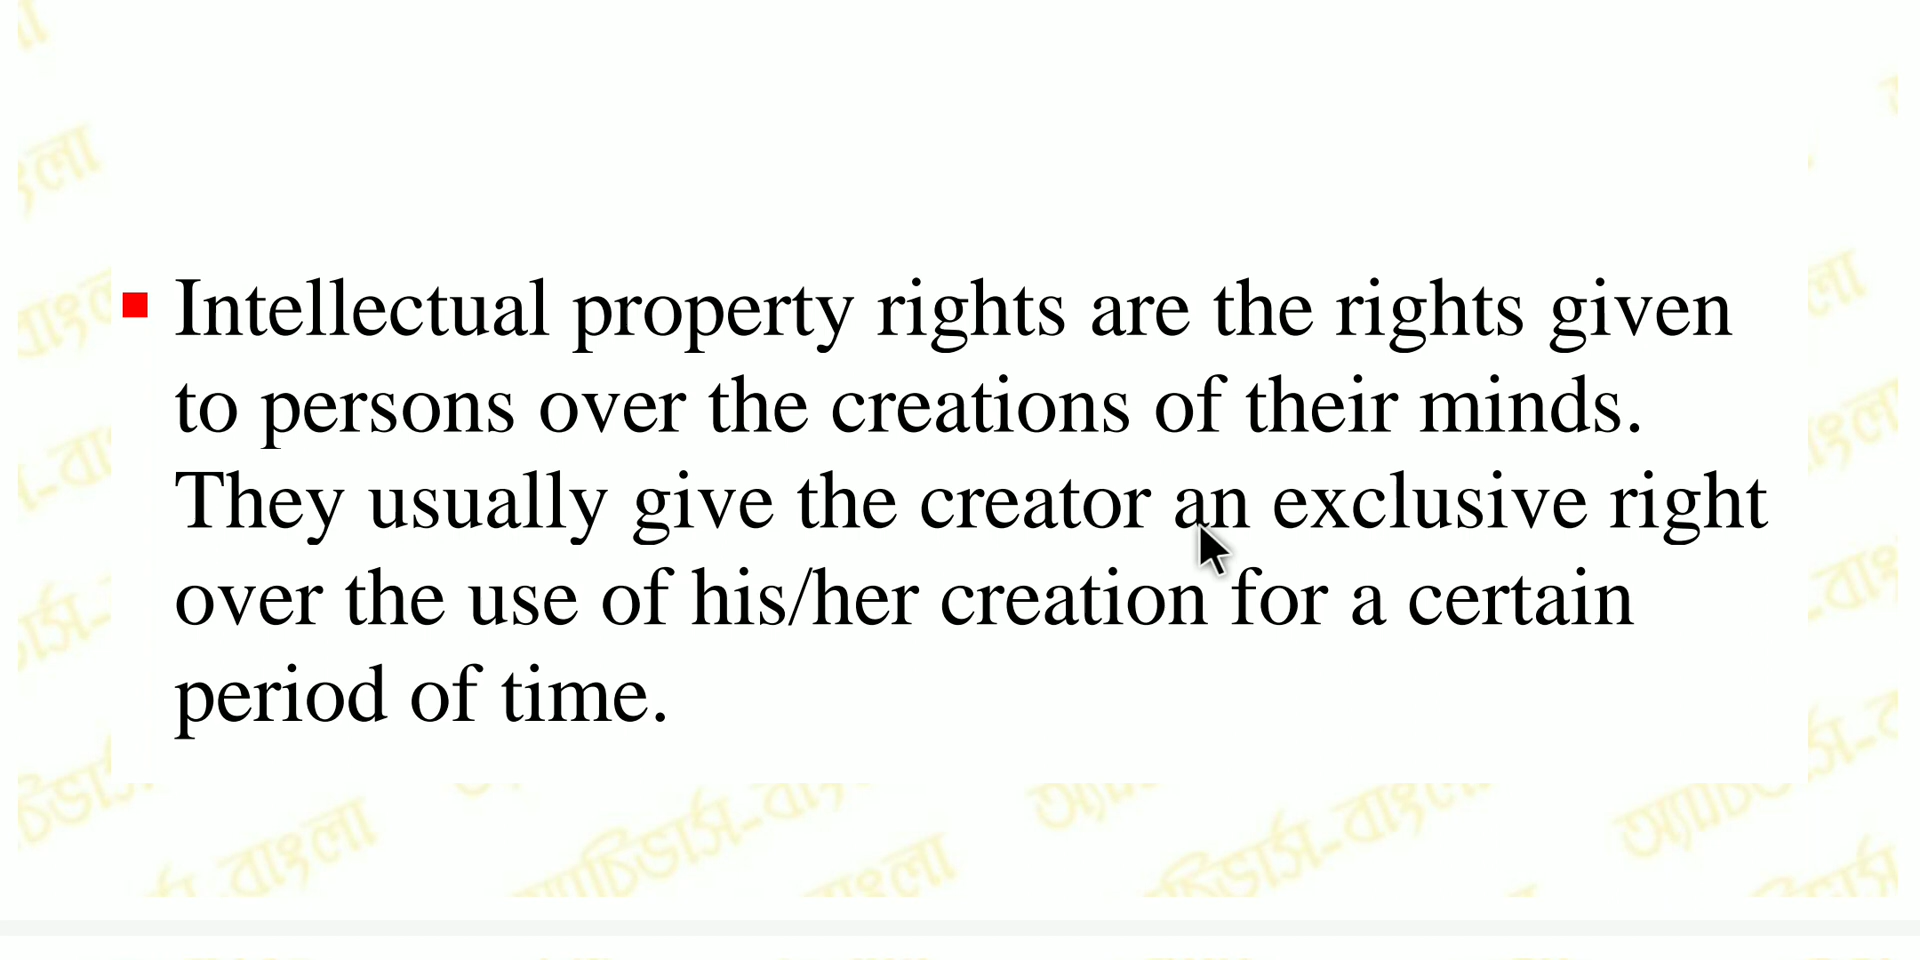 Intellectual property rights are the rights given
to persons over the creations of their minds.
They usually give the creator an exclusive right
over the use of his/her creation for a certain
period of time.
বাংলা
অ্যাচিভার্স-বাংলা